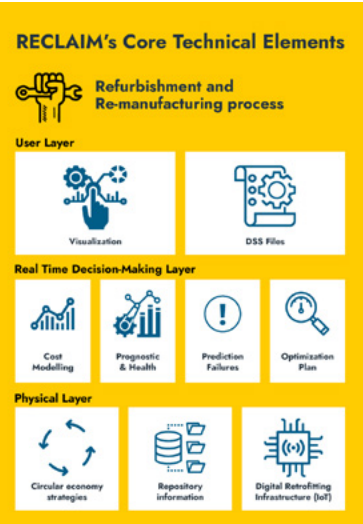 RECLAIM's Core Technical Elements
Refurbishment and
Re-manufacturing process
User Layer
Visualization
DSS Files
Real Time Decision-Making Layer
Cost
Modelling
Prognostic
& Health
Prediction
Failures
Optimization
Plan
Physical Layer
Circular economy
strategies
Repository
information
Digital Retrofitting
Infrastructure (IoT)